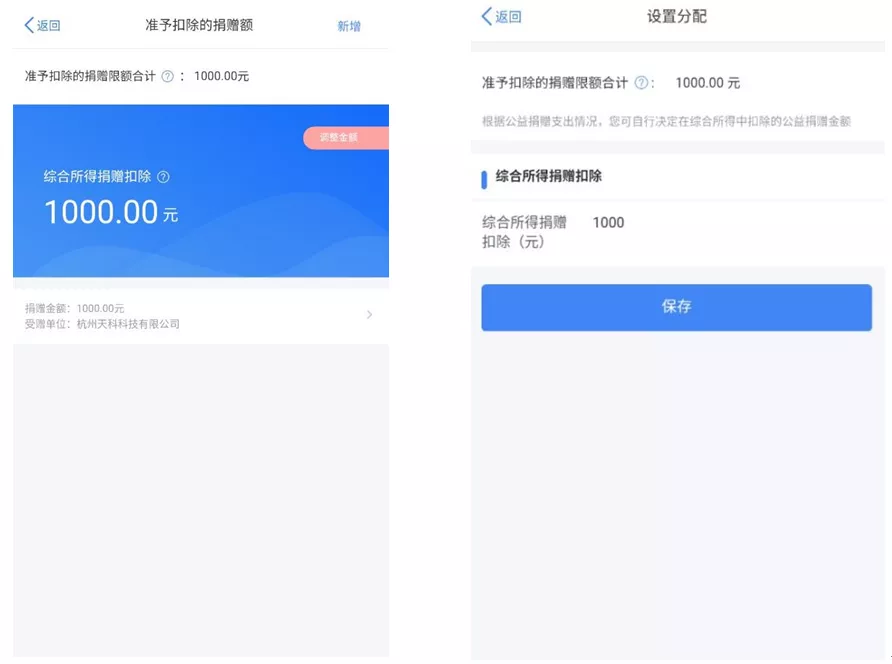 返回
准予扣除的捐赠额
新增
准予扣除的捐赠限额合计 ? ： 1000.00元
调整金额
综合所得捐赠扣除 ?
1000.00 元
捐赠金额：1000.00元
受赠单位：杭州天科科技有限公司
返回
设置分配
准予扣除的捐赠限额合计 ? ： 1000.00 元
根据公益捐赠支出情况，您可自行决定在综合所得中扣除的公益捐赠金额
综合所得捐赠扣除
综合所得捐赠 1000
扣除（元）
保存